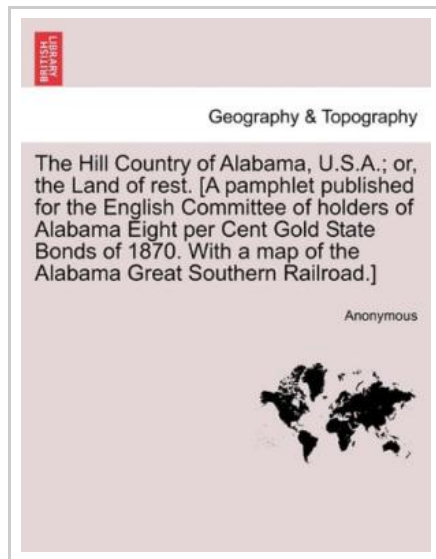 BRITISH
LIBRARY
Geography & Topography
The Hill Country of Alabama, U.S.A.; or,
the Land of rest. [A pamphlet published
for the English Committee of holders of
Alabama Eight per Cent Gold State
Bonds of 1870. With a map of the
Alabama Great Southern Railroad.]
Anonymous